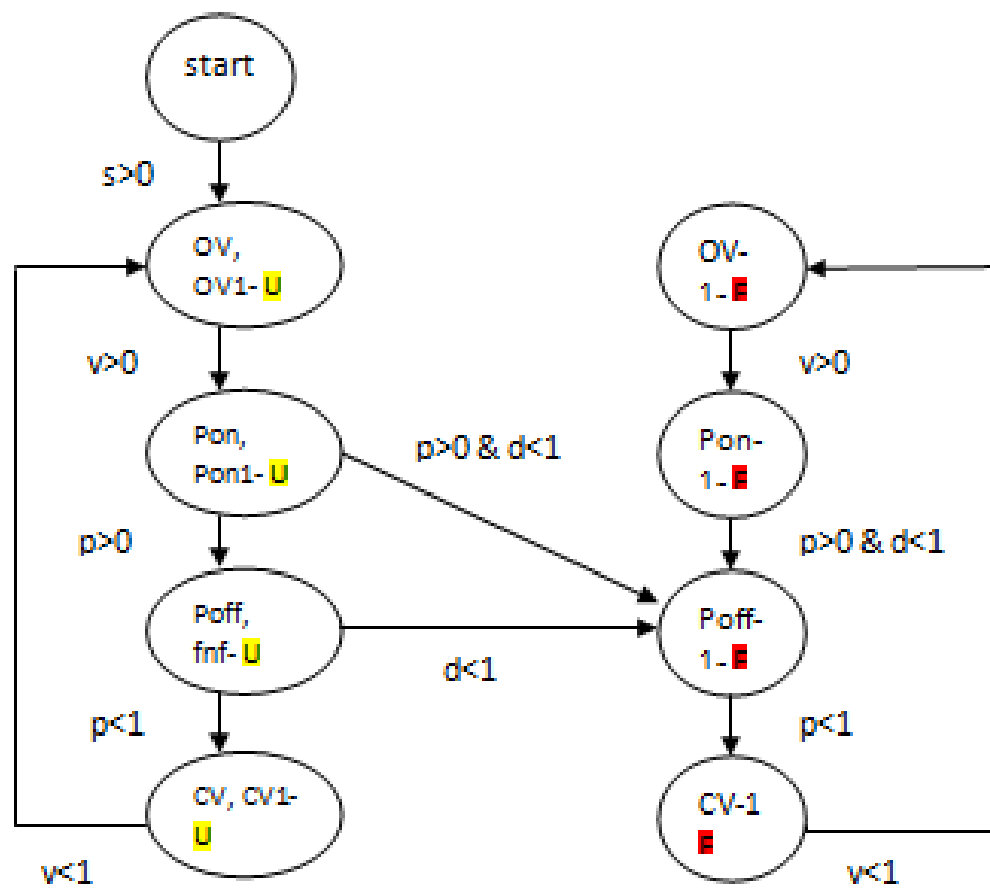 start
s>0
OV,
OV1- U
v>0
Pon,
Pon1- U
p>0
Poff,
fnf- U
p<1
CV, CV1-
U
v<1
p>0 & d<1
d<1
OV-
1- F
v>0
Pon-
1- F
p>0 & d<1
Poff-
1- F
p<1
CV-1
F
v<1